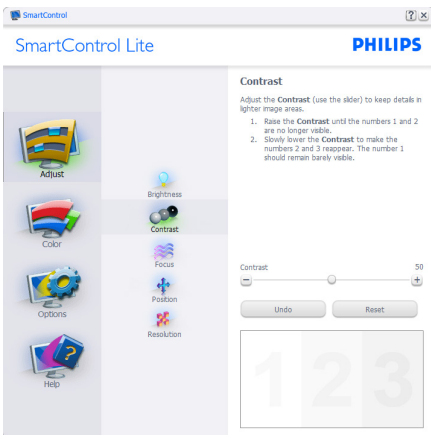 SmartControl
SmartControl Lite
PHILIPS
Adjust
Color
Options
Help
Brightness
Contrast
Focus
Position
Resolution
Contrast
Adjust the Contrast (use the slider) to keep details in
lighter image areas.
1. Raise the Contrast until the numbers 1 and 2
are no longer visible.
2. Slowly lower the Contrast to make the
numbers 2 and 3 reappear. The number 1
should remain barely visible.
Contrast 50
Undo Reset
1 2 3